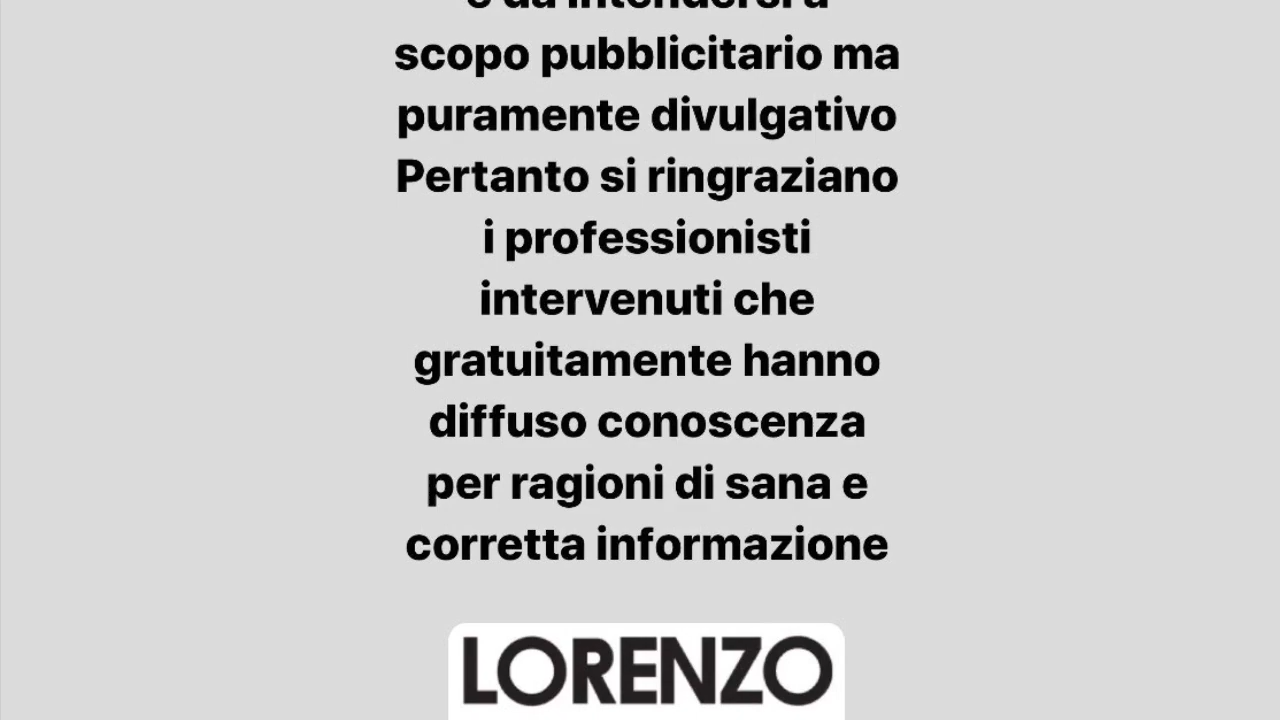 scopo pubblicitario ma
puramente divulgativo
Pertanto si ringraziano
i professionisti
intervenuti che
gratuitamente hanno
diffuso conoscenza
per ragioni di sana e
corretta informazione
LORENZO